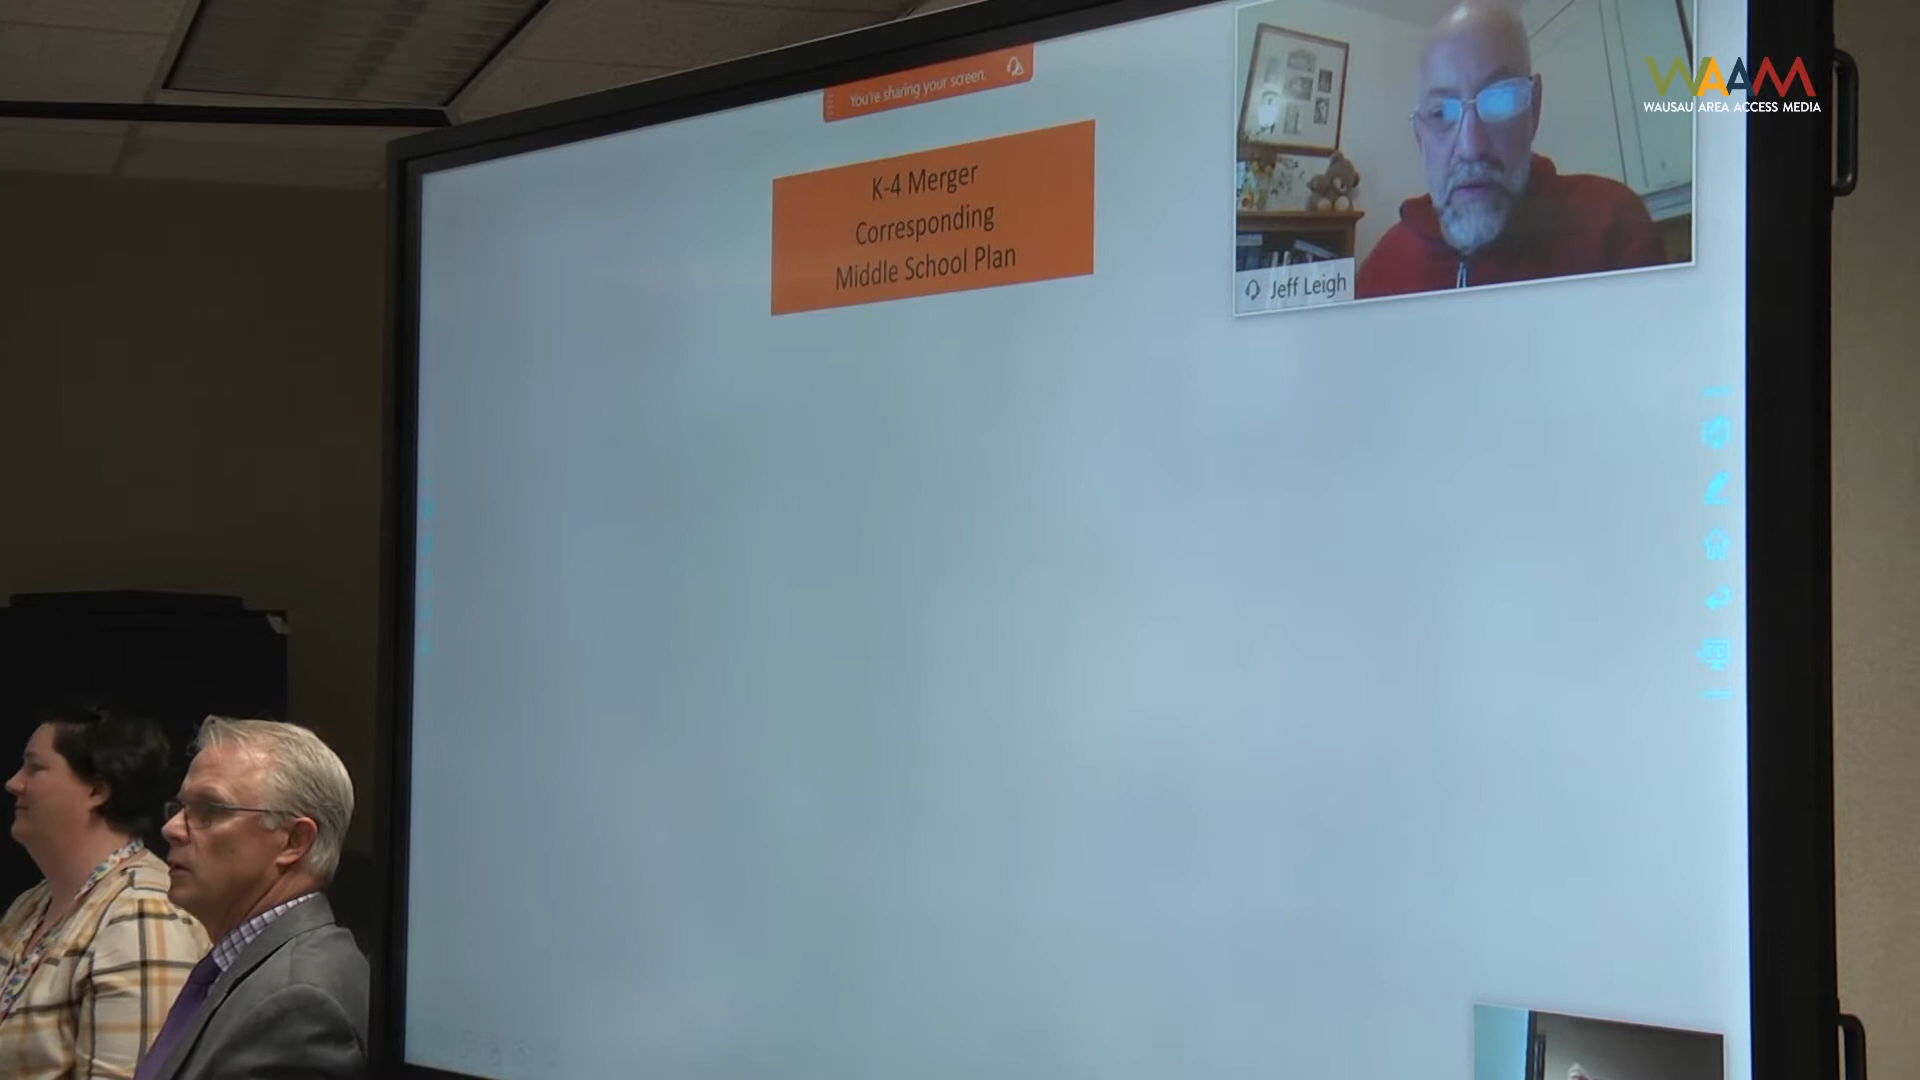 You're sharing your screen.
K-4 Merger
Corresponding
Middle School Plan
Jeff Leigh
WAAM
WAUSAU AREA ACCESS MEDIA